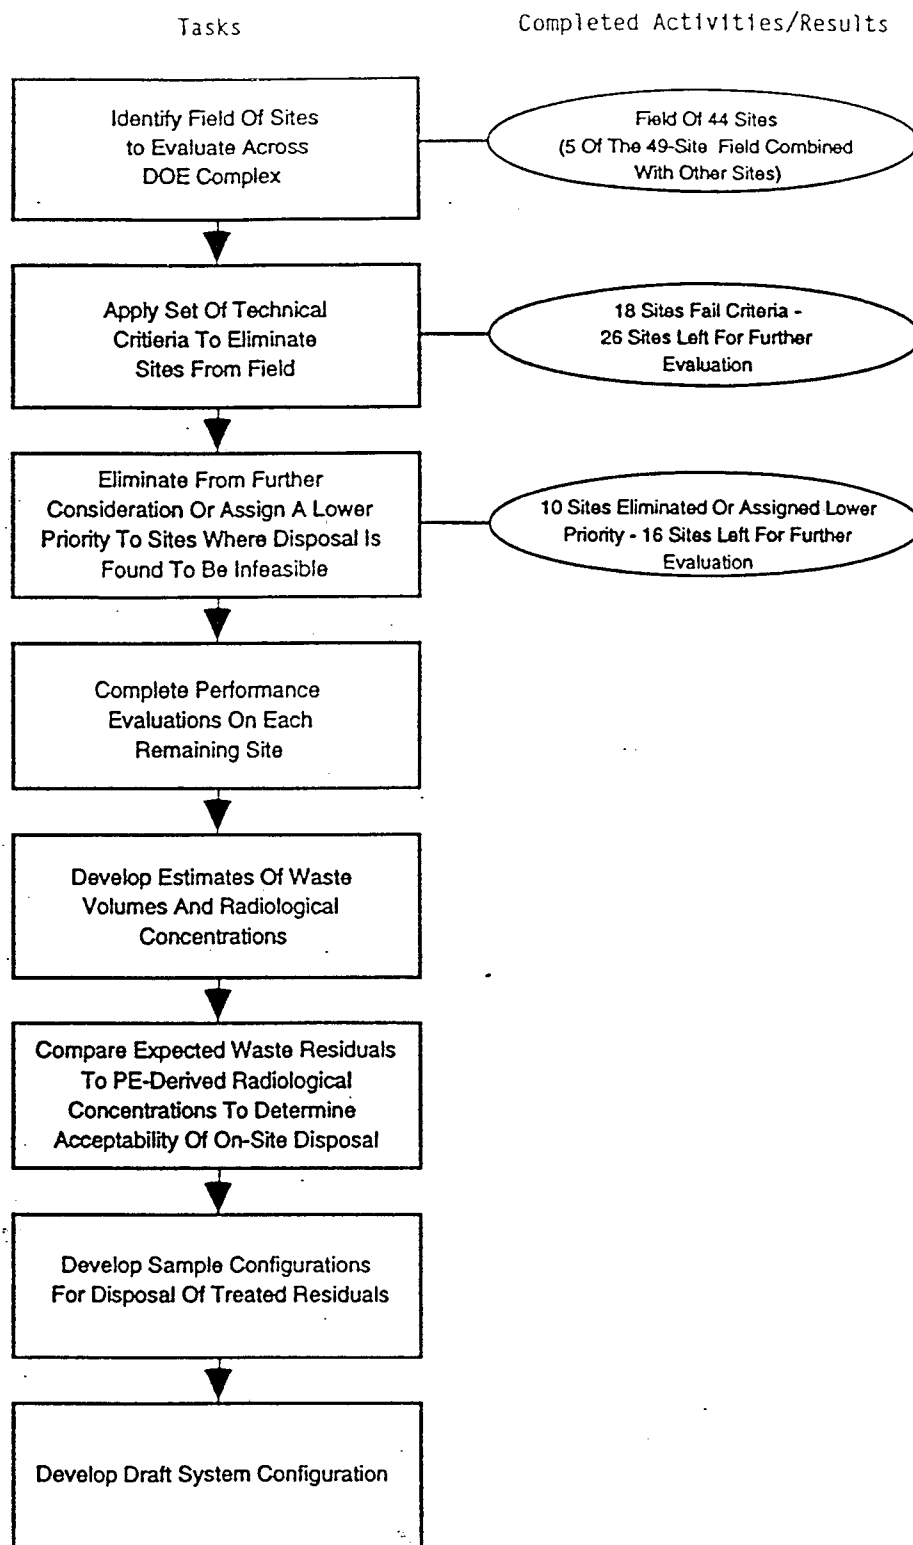 Tasks
Completed Activities/Results
Identify Field Of Sites
to Evaluate Across
DOE Complex
Field Of 44 Sites
(5 Of The 49-Site Field Combined
With Other Sites)
Apply Set Of Technical
Critieria To Eliminate
Sites From Field
18 Sites Fail Criteria -
26 Sites Left For Further
Evaluation
Eliminate From Further
Consideration Or Assign A Lower
Priority To Sites Where Disposal Is
Found To Be Infeasible
10 Sites Eliminated Or Assigned Lower
Priority - 16 Sites Left For Further
Evaluation
Complete Performance
Evaluations On Each
Remaining Site
Develop Estimates Of Waste
Volumes And Radiological
Concentrations
Compare Expected Waste Residuals
To PE-Derived Radiological
Concentrations To Determine
Acceptability Of On-Site Disposal
Develop Sample Configurations
For Disposal Of Treated Residuals
Develop Draft System Configuration